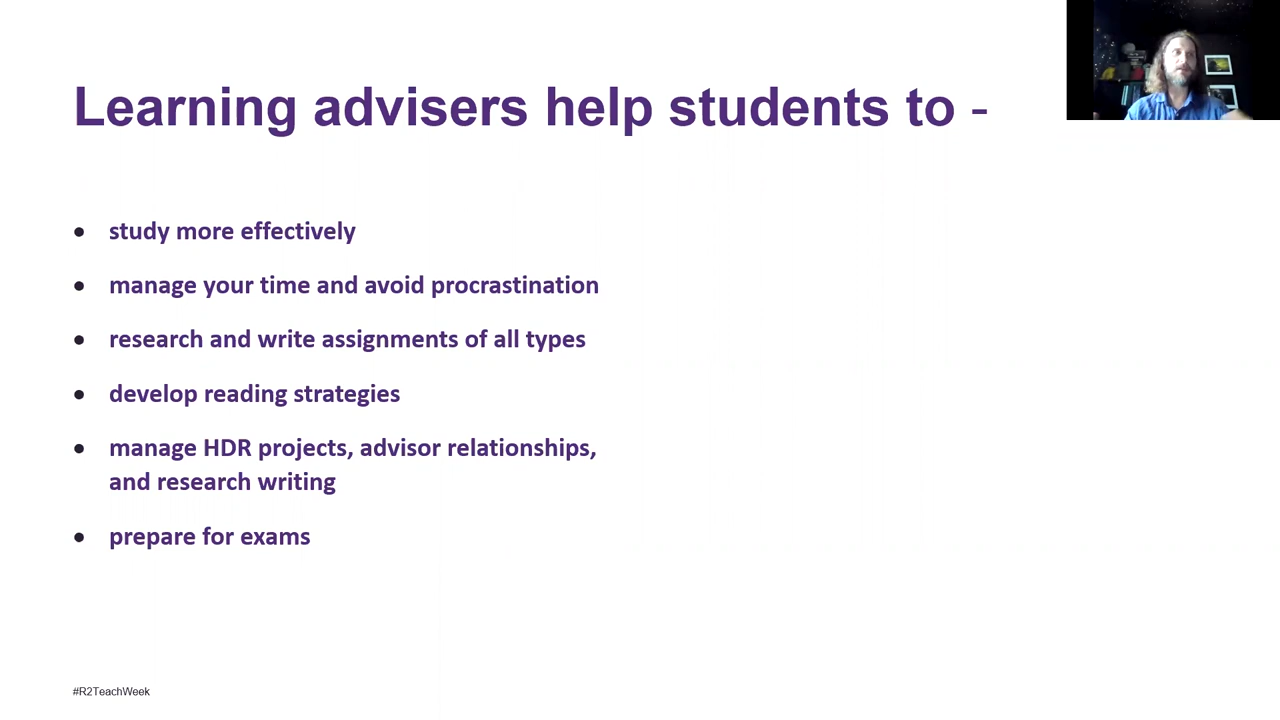 Learning advisers help students to -
• study more effectively
• manage your time and avoid procrastination
• research and write assignments of all types
• develop reading strategies
• manage HDR projects, advisor relationships,
and research writing
• prepare for exams
#R2TeachWeek